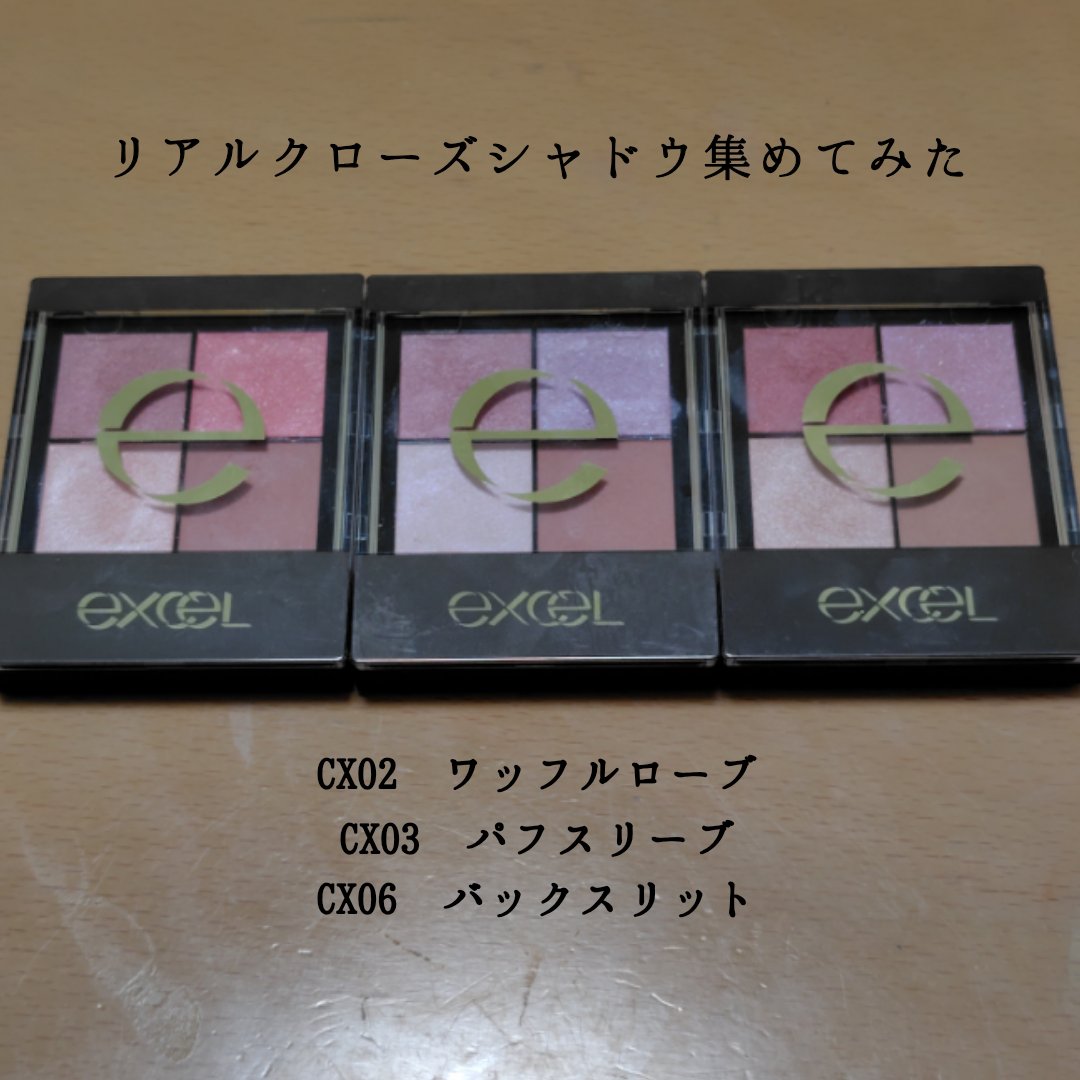 リアルクローズシャドウ集めてみた
e e e
excel excel excel
CX02 ワッフルローブ
CX03 パフスリーブ
CX06 バックスリット